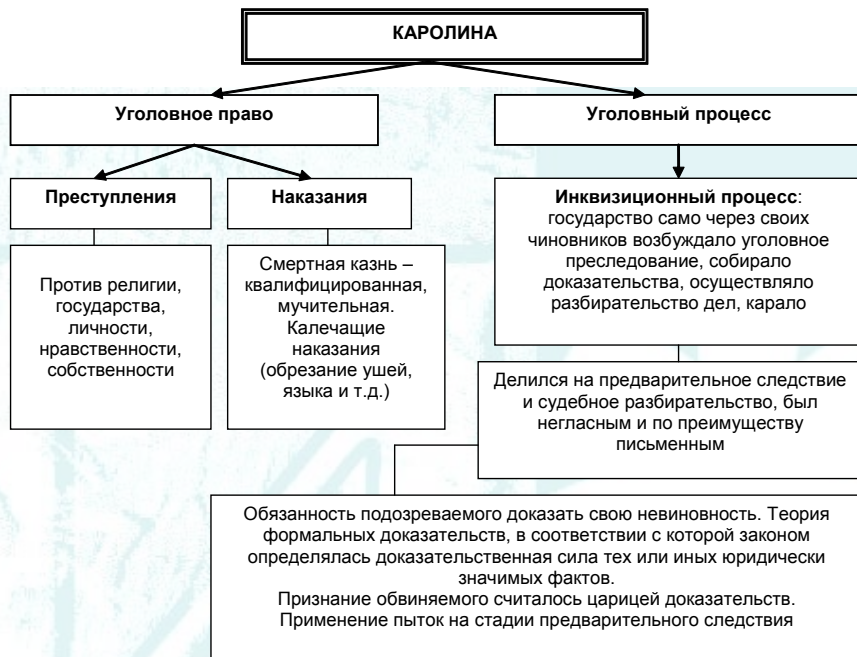 КАРОЛИНА
Уголовное право
Уголовный процесс
Преступления
Наказания
Инквизиционный процесс:
государство само через своих
чиновников возбуждало уголовное
преследование, собирало
доказательства, осуществляло
разбирательство дел, карало
Против религии,
государства,
личности,
нравственности,
собственности
Смертная казнь –
квалифицированная,
мучительная.
Калечащие
наказания
(обрезание ушей,
языка и т.д.)
Делился на предварительное следствие
и судебное разбирательство, был
негласным и по преимуществу
письменным
Обязанность подозреваемого доказать свою невиновность. Теория
формальных доказательств, в соответствии с которой законом
определялась доказательственная сила тех или иных юридически
значимых фактов.
Признание обвиняемого считалось царицей доказательств.
Применение пыток на стадии предварительного следствия